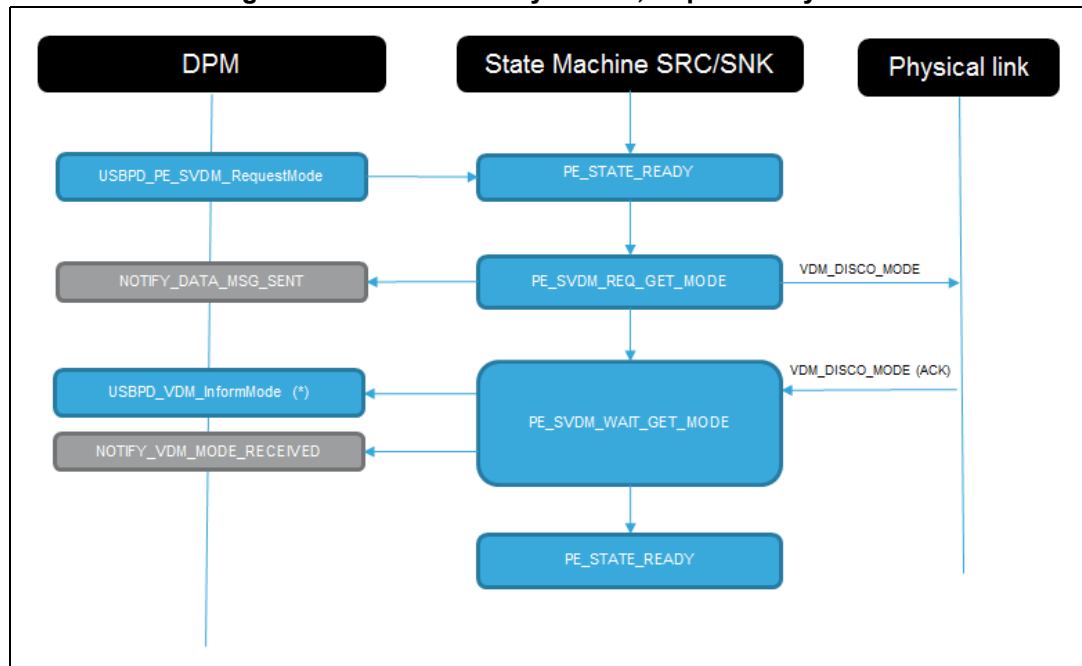 DPM
State Machine SRC/SNK
Physical link
USBPD_PE_SVDM_RequestMode
PE_STATE_READY
NOTIFY_DATA_MSG_SENT
PE_SVDM_REQ_GET_MODE
VDM_DISCO_MODE
VDM_DISCO_MODE (ACK)
USBPD_VDM_InformMode (*)
PE_SVDM_WAIT_GET_MODE
NOTIFY_VDM_MODE_RECEIVED
PE_STATE_READY